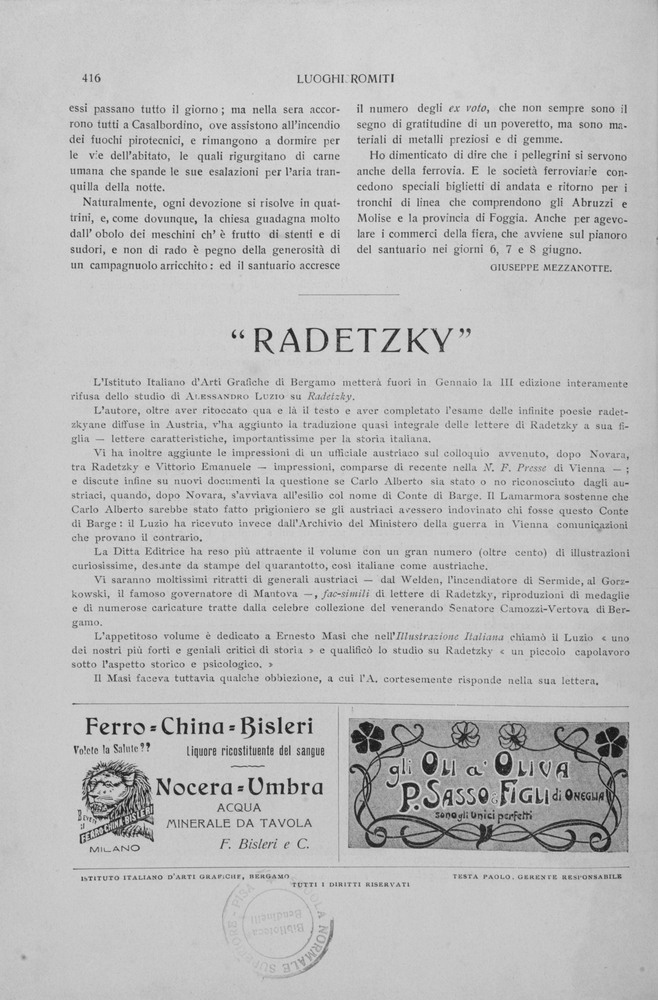 416
LUOGHI ROMITI
essi passano tutto il giorno ; ma nella sera accor-
rono tutti a Casalbordino, ove assistono all'incendio
dei fuochi pirotecnici, e rimangono a dormire per
le vie dell'abitato, le quali rigurgitano di carne
umana che spande le sue esalazioni per l'aria tran-
quilla della notte.
Naturalmente, ogni devozione si risolve in quat-
trini, e, come dovunque, la chiesa guadagna molto
dall' obolo dei meschini ch' è frutto di stenti e di
sudori, e non di rado è pegno della generosità di
un campagnuolo arricchito : ed il santuario accresce
il numero degli ex voto, che non sempre sono il
segno di gratitudine di un poveretto, ma sono ma-
teriali di metalli preziosi e di gemme.
Ho dimenticato di dire che i pellegrini si servono
anche della ferrovia. E le società ferroviarie con-
cedono speciali biglietti di andata e ritorno per i
tronchi di linea che comprendono gli Abruzzi e
Molise e la provincia di Foggia. Anche per agevo-
lare i commerci della fiera, che avviene sul pianoro
del santuario nei giorni 6, 7 e 8 giugno.
GIUSEPPE MEZZANOTTE.
“RADETZKY”
L'Istituto Italiano d'Arti Grafiche di Bergamo metterà fuori in Gennaio la III edizione interamente
rifusa dello studio di ALESSANDRO LUZIO su Radetzky.
L'autore, oltre aver ritoccato qua e là il testo e aver completato l'esame delle infinite poesie radet-
zkyane diffuse in Austria, v'ha aggiunto la traduzione quasi integrale delle lettere di Radetzky a sua fi-
glia — lettere caratteristiche, importantissime per la storia italiana.
Vi ha inoltre aggiunte le impressioni di un ufficiale austriaco sul colloquio avvenuto, dopo Novara,
tra Radetzky e Vittorio Emanuele — impressioni, comparse di recente nella N. F. Presse di Vienna — ;
e discute infine su nuovi documenti la questione se Carlo Alberto sia stato o no riconosciuto dagli au-
striaci, quando, dopo Novara, s'avviava all'esilio col nome di Conte di Barge. Il Lamarmora sostenne che
Carlo Alberto sarebbe stato fatto prigioniero se gli austriaci avessero indovinato chi fosse questo Conte
di Barge : il Luzio ha ricevuto invece dall'Archivio del Ministero della guerra in Vienna comunicazioni
che provano il contrario.
La Ditta Editrice ha reso più attraente il volume con un gran numero (oltre cento) di illustrazioni
curiosissime, desunte da stampe del quarantotto, così italiane come austriache.
Vi saranno moltissimi ritratti di generali austriaci — dal Welden, l'incendiatore di Sermide, al Gorz-
kowski, il famoso governatore di Mantova —, fac-simili di lettere di Radetzky, riproduzioni di medaglie
e di numerose caricature tratte dalla celebre collezione del venerando Senatore Camozzi-Vertova di Ber-
gamo.
L'appetitoso volume è dedicato a Ernesto Masi che nell'Illustrazione Italiana chiamò il Luzio « uno
dei nostri più forti e geniali critici di storia » e qualificò lo studio su Radetzky « un piccolo capolavoro
sotto l'aspetto storico e psicologico. »
Il Masi faceva tuttavia qualche obbiezione, a cui l'A. cortesemente risponde nella sua lettera.
Ferro-China-Bisleri
Volete la Salute??
Liquore ricostituente del sangue
Bevete il
FERRO CHINA BISLERI
MILANO
Nocera-Umbra
ACQUA
MINERALE DA TAVOLA
F. Bisleri e C.
gli OLI d' OLIVA
P. SASSO e FIGLI di ONEGLIA
sono gli unici perfetti
ISTITUTO ITALIANO D'ARTI GRAFICHE, BERGAMO
TUTTI I DIRITTI RISERVATI
TESTA PAOLO, GERENTE RESPONSABILE
SCUOLA NORMALE SUPERIORE - PISA
Biblioteca
Bendinelli